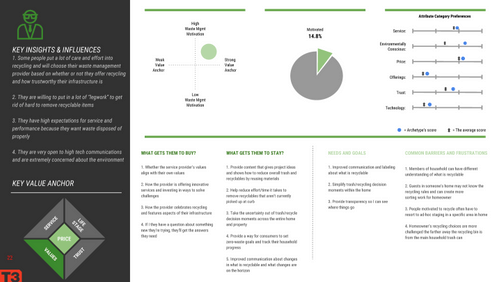 KEY INSIGHTS & INFLUENCES
1. Some people put a lot of care and effort into
recycling and will choose their waste management
provider based on whether or not they offer recycling
and how trustworthy their infrastructure is
2. They are willing to put in a lot of "legwork" to get
rid of hard to remove recyclable items
3. They have high expectations for service and
performance because they want waste disposed of
properly
4. They are very open to high tech communications
and are extremely concerned about the environment
KEY VALUE ANCHOR
SERVICE
LIFE STAGE
PRICE
VALUES
TRUST
T3
High
Waste Mgmt
Motivation
Weak
Value
Anchor
Strong
Value
Anchor
Low
Waste Mgmt
Motivation
Motivated
14.8%
Attribute Category Preferences
Service:
Environmentally
Conscious:
Price:
Offerings:
Trust:
Technology:
= Archetype's score
= The average score
WHAT GETS THEM TO BUY?
1. Whether the service provider's values
align with their own values
2. How the provider is offering innovative
services and investing in ways to solve
challenges
3. How the provider celebrates recycling
and features aspects of their infrastructure
4. If they have a question about something
new they're trying, they'll get the answers
they need
WHAT GETS THEM TO STAY?
1. Provide content that gives project ideas
and shows how to reduce overall trash and
recyclables by reusing materials
2. Help reduce effort/time it takes to
remove recyclables that aren't currently
picked up at curb
3. Take the uncertainty out of trash/recycle
decision moments across the entire home
and property
4. Provide a way for consumers to set
zero-waste goals and track their household
progress
5. Improved communication about changes
in what is recyclable and what changes are
on the horizon
NEEDS AND GOALS
1. Improved communication and labeling
about what is recyclable
2. Simplify trash/recycling decision
moments within the home
3. Provide transparency so I can see
where things go
COMMON BARRIERS AND FRUSTRATIONS
1. Members of household can have different
understanding of what is recyclable
2. Guests in someone's home may not know the
recycling rules and can create more
sorting work for homeowner
3. People motivated to recycle often have to
resort to ad-hoc staging in a specific area in home
4. Homeowner's recycling choices are more
challenged the further away the recycling bin is
from the main household trash can